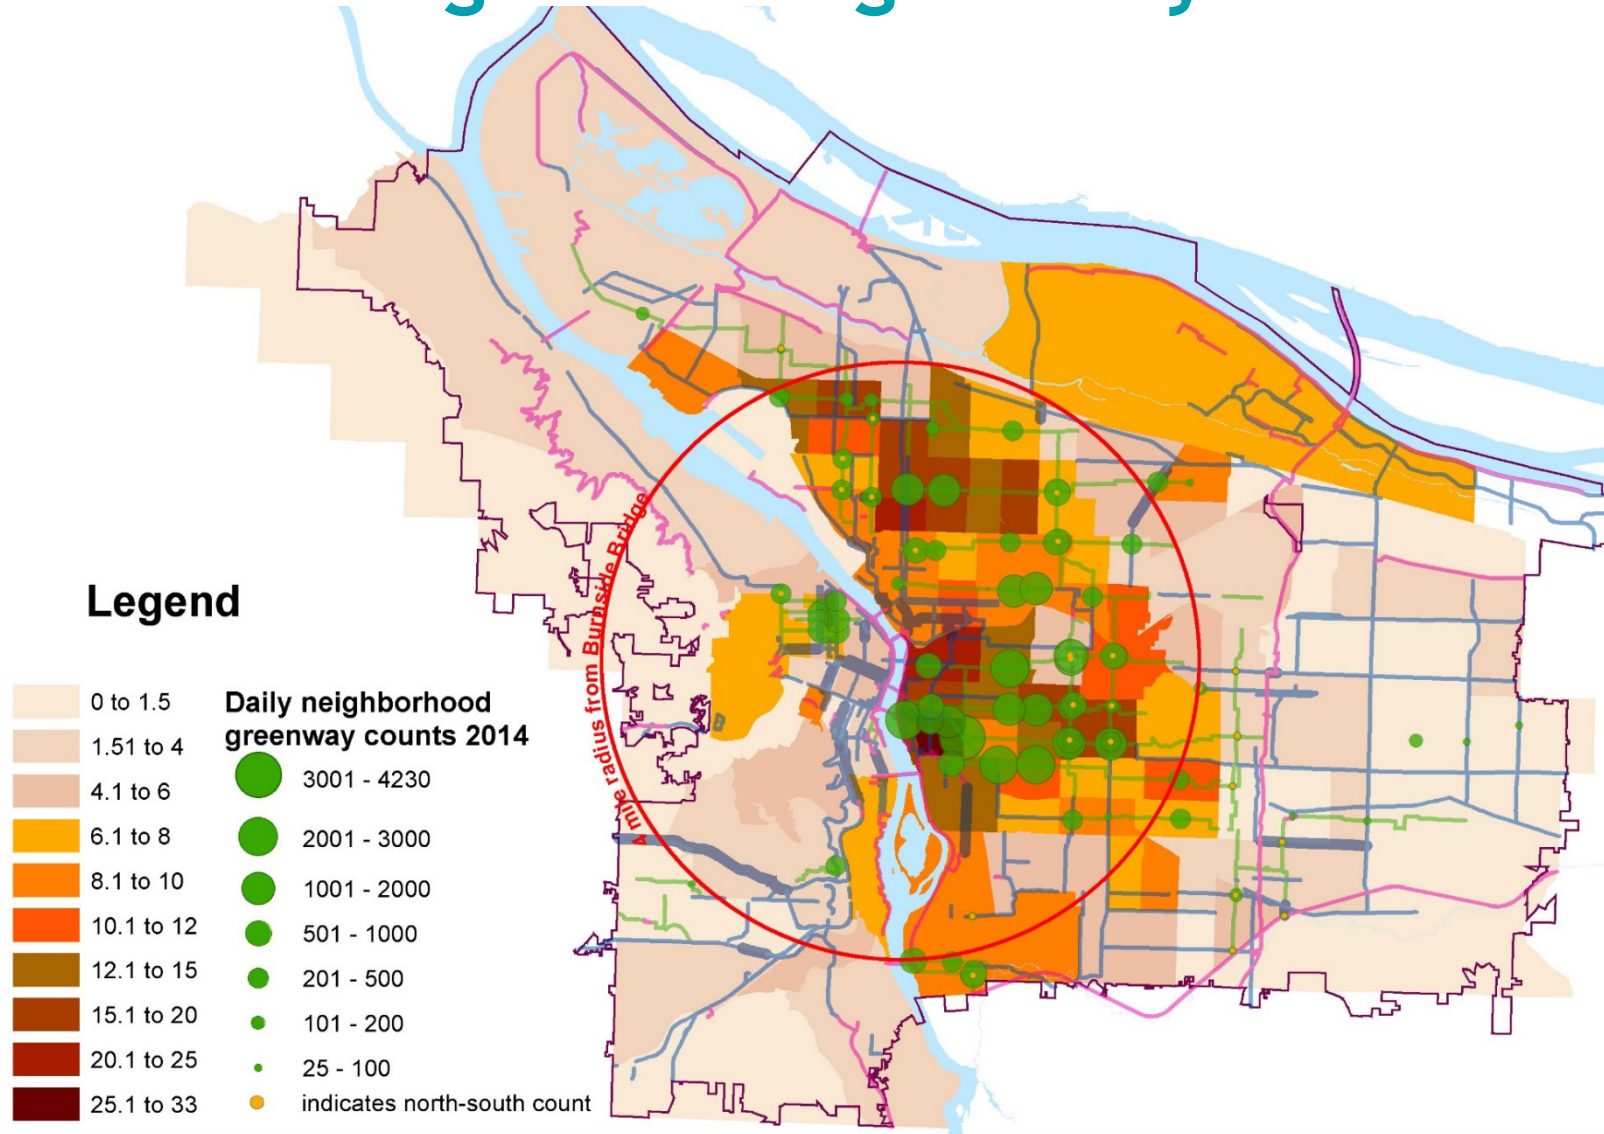 4 mile radius from Burnside Bridge
Legend
0 to 1.5
1.51 to 4
4.1 to 6
6.1 to 8
8.1 to 10
10.1 to 12
12.1 to 15
15.1 to 20
20.1 to 25
25.1 to 33
Daily neighborhood
greenway counts 2014
3001 - 4230
2001 - 3000
1001 - 2000
501 - 1000
201 - 500
101 - 200
25 - 100
indicates north-south count